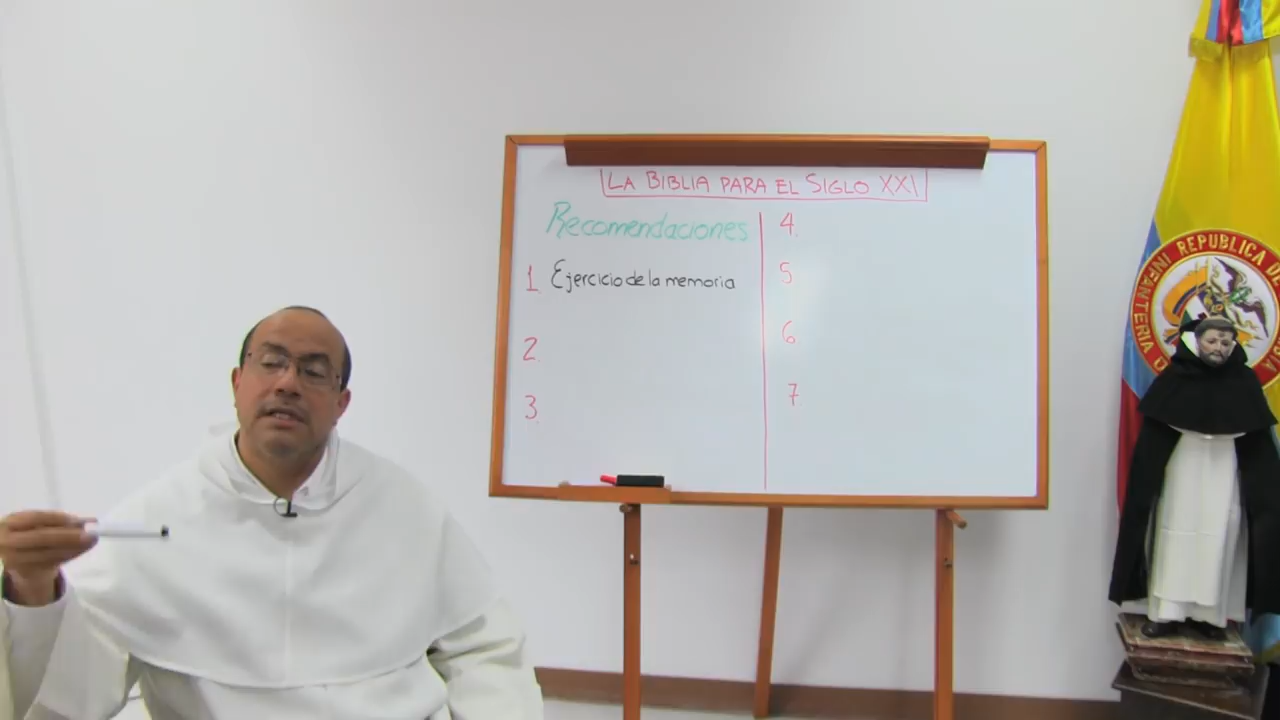 LA BIBLIA PARA EL SIGLO XXI
Recomendaciones
1. Ejercicio de la memoria
2.
3.
4.
5
6
7.
REPUBLICA DE
INFANTERIA